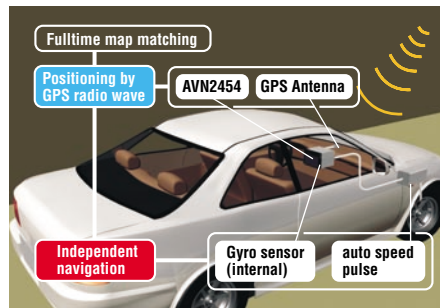 Fulltime map matching
Positioning by
GPS radio wave
AVN2454
GPS Antenna
Independent
navigation
Gyro sensor
(internal)
auto speed
pulse